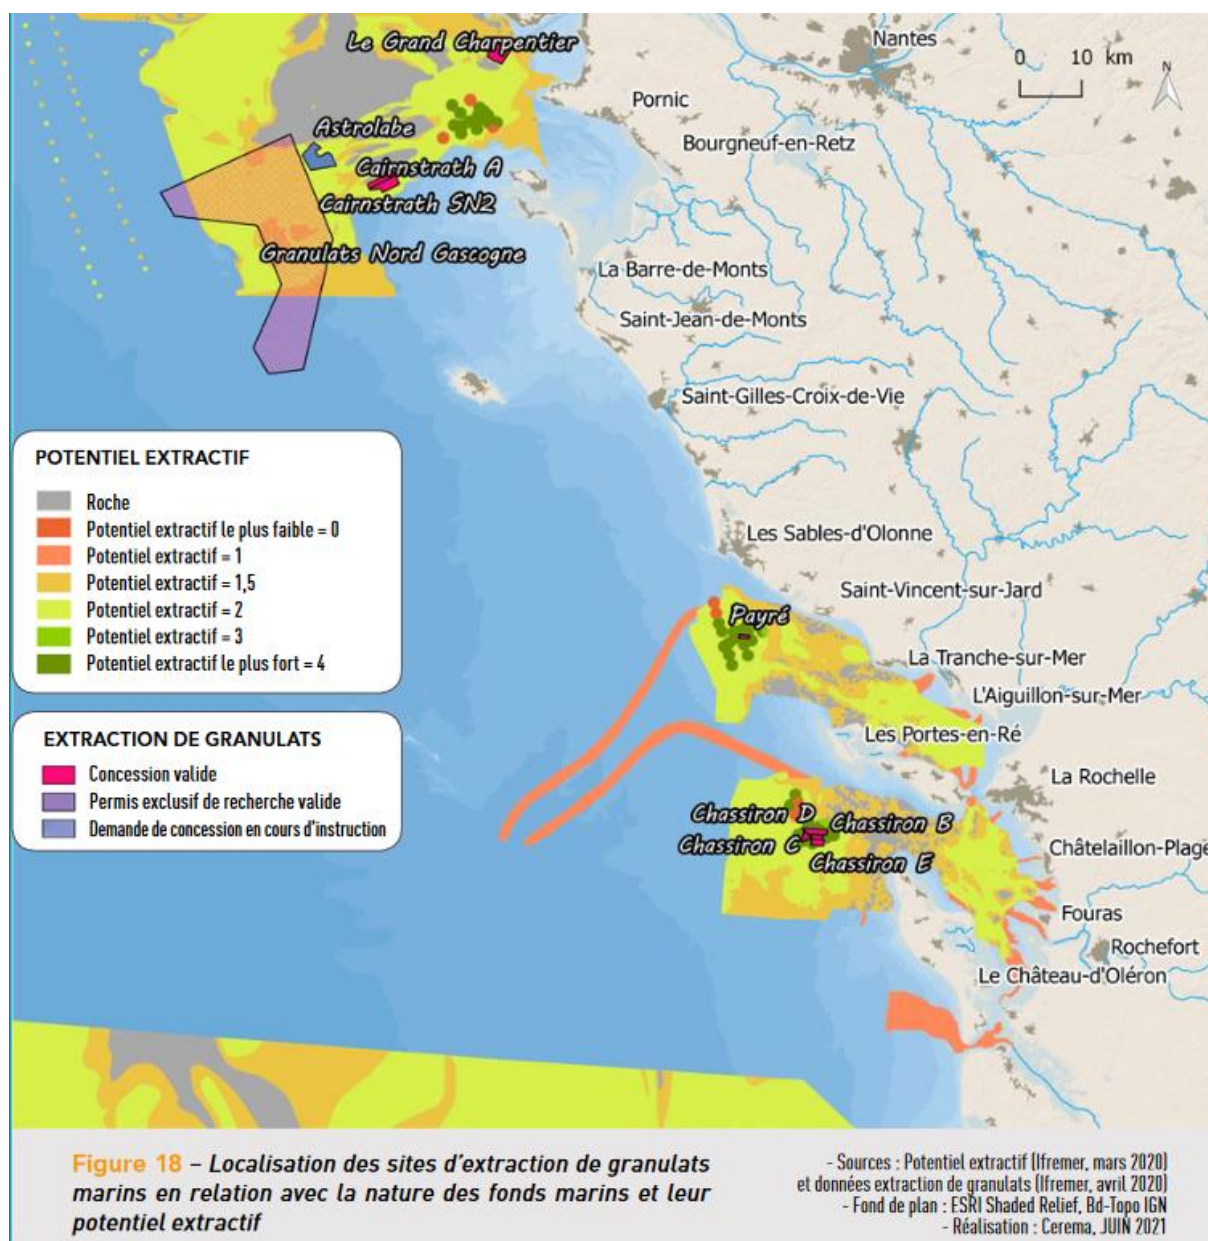 Le Grand Charpentier
Nantes
0 10 km
N
Pornic
Astrolabe
Bourgneuf-en-Retz
Cairnstrath A
Cairnstrath SN2
Granulats Nord Gascogne
La Barre-de-Monts
Saint-Jean-de-Monts
Saint-Gilles-Croix-de-Vie
POTENTIEL EXTRACTIF
Roche
Potentiel extractif le plus faible = 0
Potentiel extractif = 1
Potentiel extractif = 1,5
Potentiel extractif = 2
Potentiel extractif = 3
Potentiel extractif le plus fort = 4
Les Sables-d'Olonne
Saint-Vincent-sur-Jard
Payré
La Tranche-sur-Mer
L'Aiguillon-sur-Mer
Les Portes-en-Ré
EXTRACTION DE GRANULATS
Concession valide
Permis exclusif de recherche valide
Demande de concession en cours d'instruction
La Rochelle
Chassiron D
Chassiron B
Chassiron C
Chassiron E
Châtelaillon-Plage
Fouras
Rochefort
Le Château-d'Oléron
Figure 18 – Localisation des sites d'extraction de granulats
marins en relation avec la nature des fonds marins et leur
potentiel extractif
- Sources : Potentiel extractif (Ifremer, mars 2020)
et données extraction de granulats (Ifremer, avril 2020)
- Fond de plan : ESRI Shaded Relief, Bd-Topo IGN
- Réalisation : Cerema, JUIN 2021